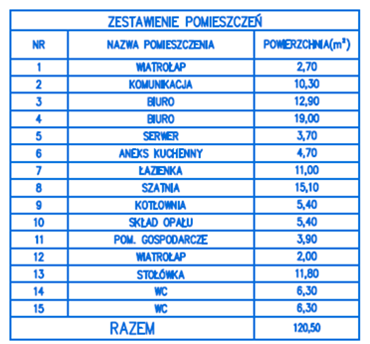 ZESTAWIENIE POMIESZCZEŃ
NR NAZWA POMIESZCZENIA POWIERZCHNIA(m²)
1 WIATROŁAP 2,70
2 KOMUNIKACJA 10,30
3 BIURO 12,90
4 BIURO 19,00
5 SERWER 3,70
6 ANEKS KUCHENNY 4,70
7 ŁAZIENKA 11,00
8 SZATNIA 15,10
9 KOTŁOWNIA 5,40
10 SKŁAD OPAŁU 5,40
11 POM. GOSPODARCZE 3,90
12 WIATROŁAP 2,00
13 STOŁÓWKA 11,80
14 WC 6,30
15 WC 6,30
RAZEM 120,50